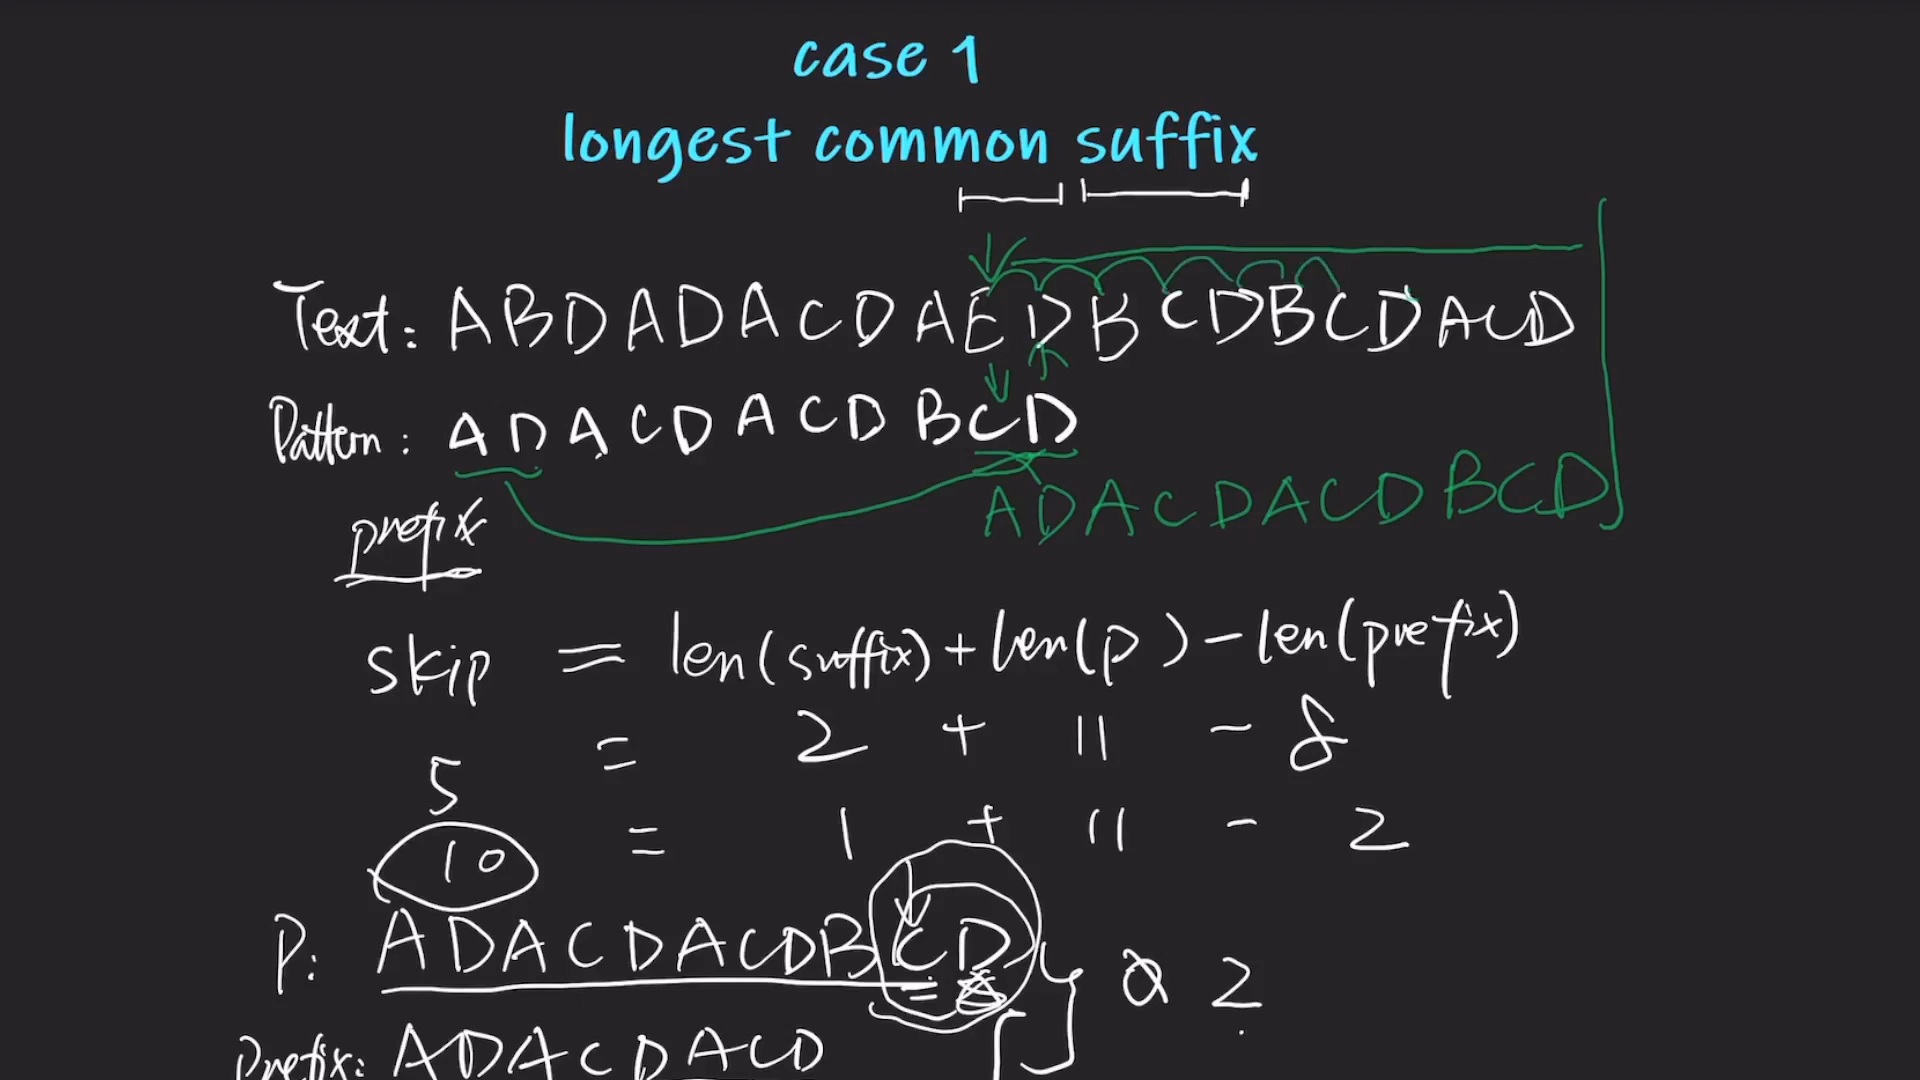 case 1
longest common suffix
Text: ABDADACDAEDBCDBCDACD
Pattern: ADACDACDBCD
ADACDACDBCD
prefix
skip = len(suffix)+len(p)-len(prefix)
5 = 2 + 11 - 8
10 = 1 + 11 - 2
P: ADACDACDBCD 2
Prefix: ADACDACD